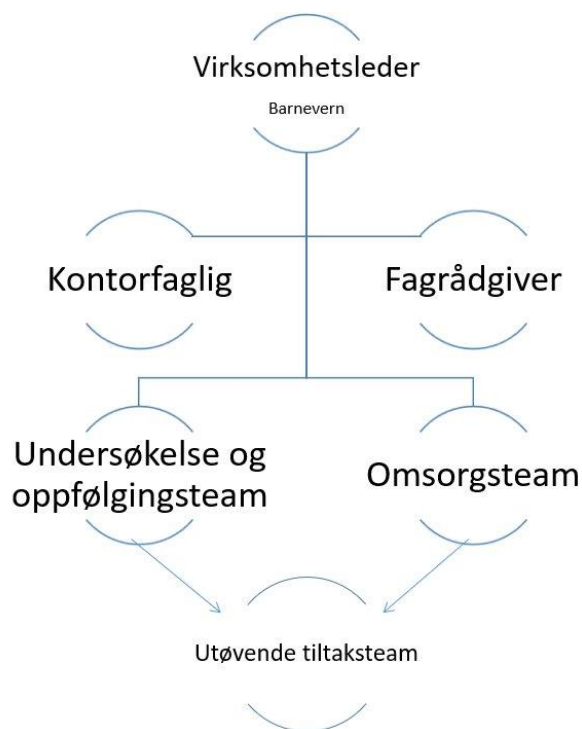 Virksomhetsleder
Barnevern
Kontorfaglig
Fagrådgiver
Undersøkelse og
oppfølgingsteam
Omsorgsteam
Utøvende tiltaksteam